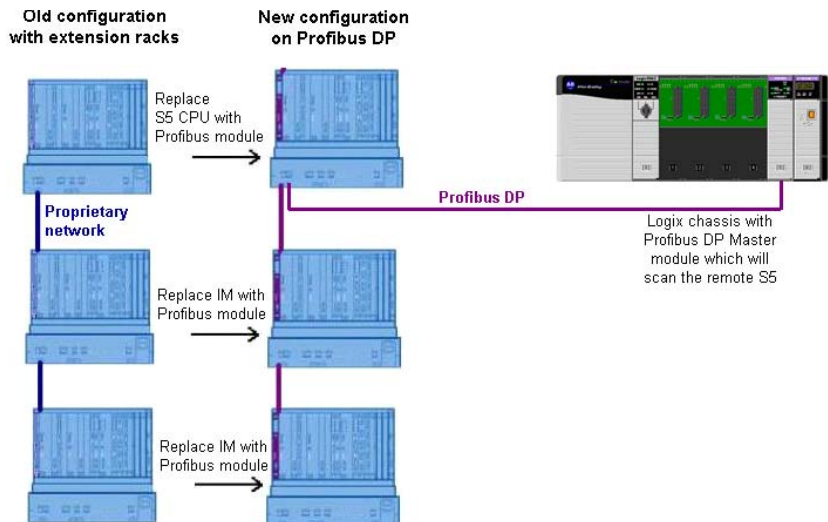 Old configuration
with extension racks
New configuration
on Profibus DP
Replace
S5 CPU with
Profibus module
Proprietary
network
Profibus DP
Logix chassis with
Profibus DP Master
module which will
scan the remote S5
Replace IM with
Profibus module
Replace IM with
Profibus module